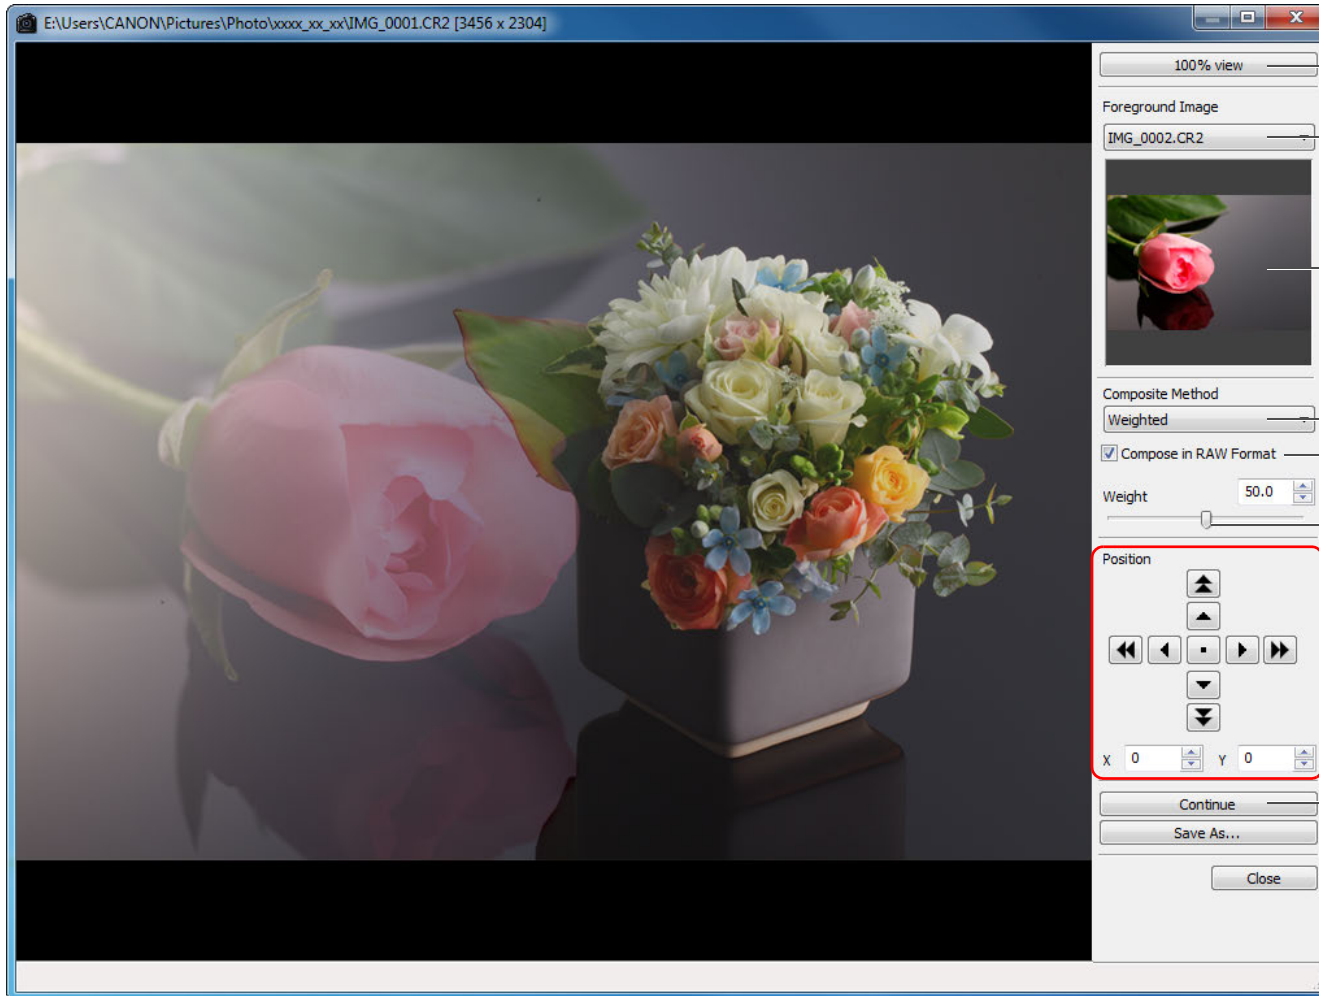 E:\Users\CANON\Pictures\Photo\xxxx_xx_xx\IMG_0001.CR2 [3456 x 2304]
100% view
Foreground Image
IMG_0002.CR2
Composite Method
Weighted
Compose in RAW Format
Weight 50.0
Position
X 0 Y 0
Continue
Save As...
Close